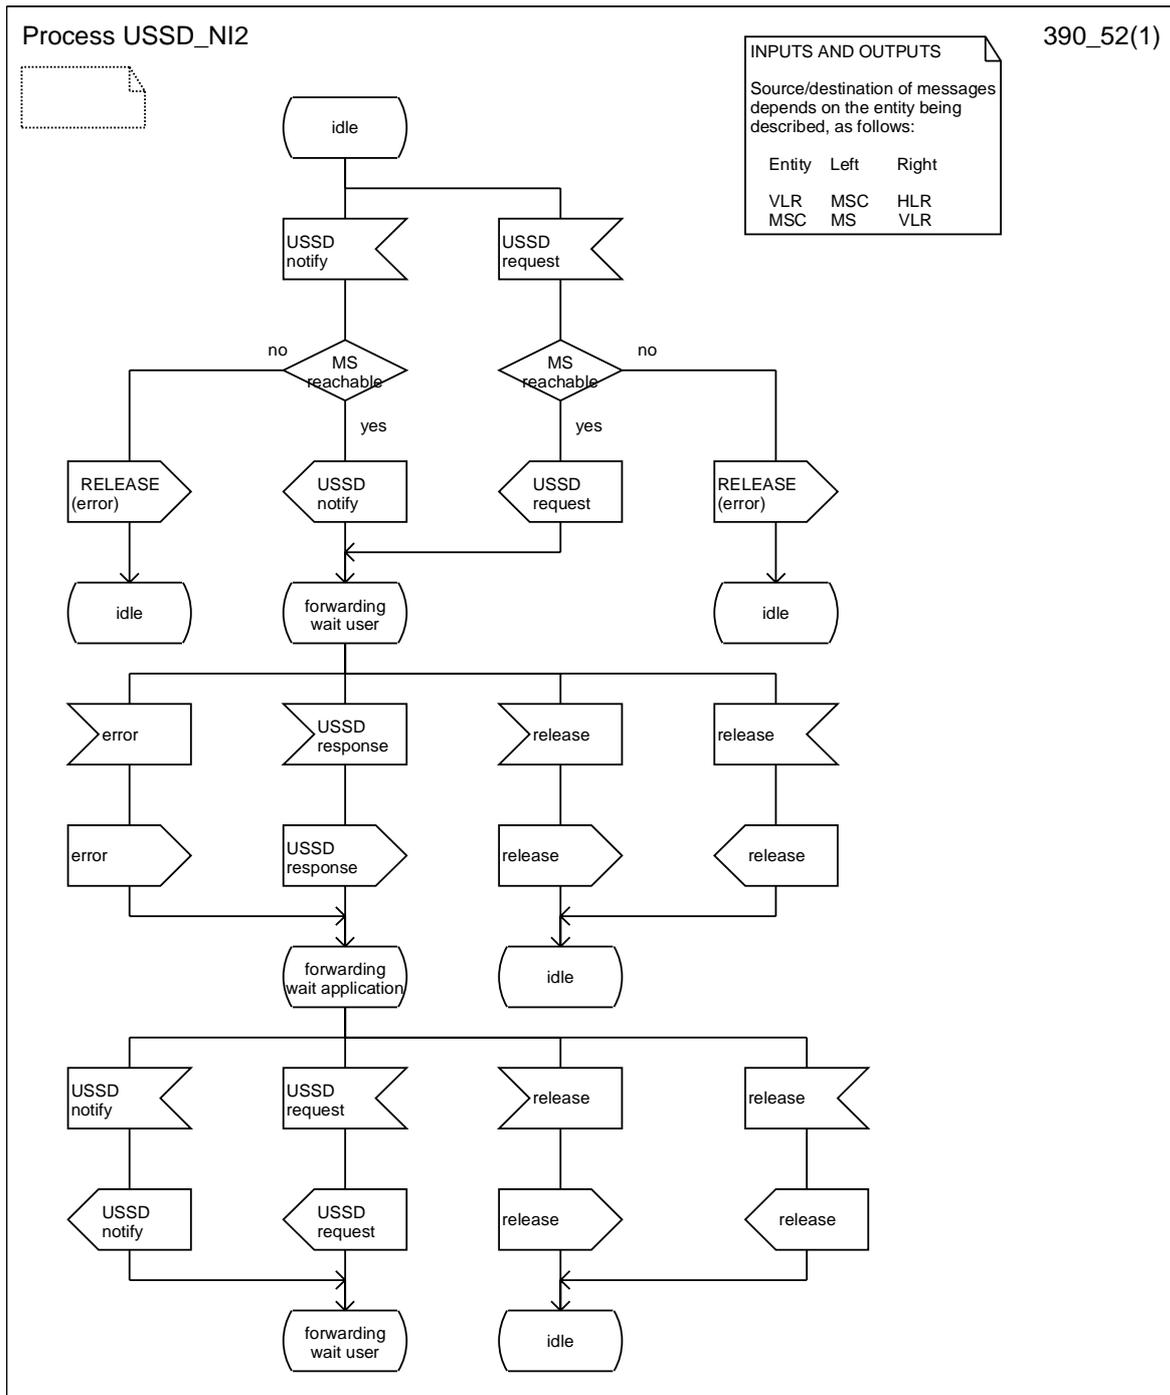 Process USSD_NI2
390_52(1)
INPUTS AND OUTPUTS
Source/destination of messages
depends on the entity being
described, as follows:
Entity Left Right
VLR MSC HLR
MSC MS VLR
idle
USSD
notify
USSD
request
no
MS
reachable
yes
MS
reachable
no
yes
RELEASE
(error)
USSD
notify
USSD
request
RELEASE
(error)
idle
forwarding
wait user
idle
error
USSD
response
release
release
error
USSD
response
release
release
forwarding
wait application
idle
USSD
notify
USSD
request
release
release
USSD
notify
USSD
request
release
release
forwarding
wait user
idle